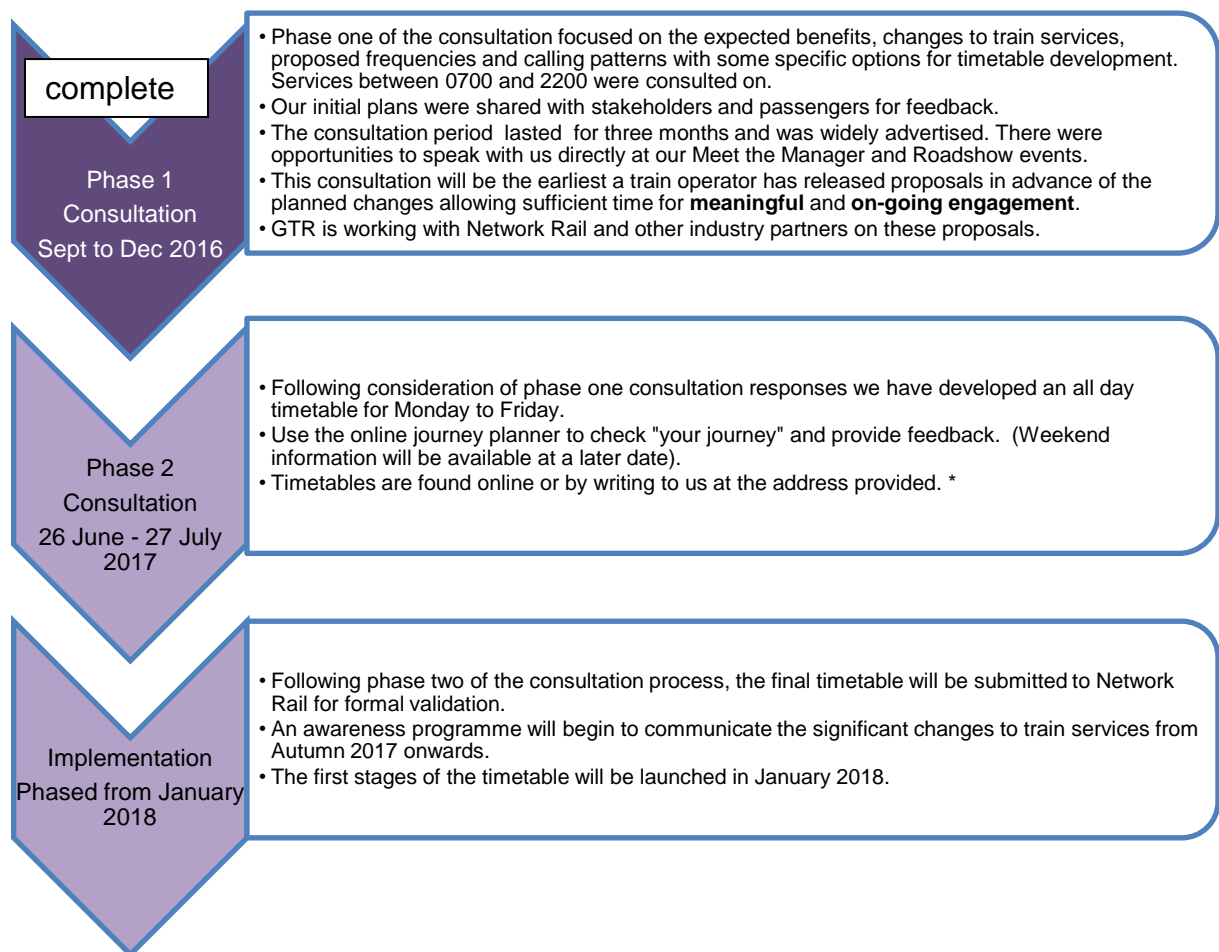 complete
Phase 1
Consultation
Sept to Dec 2016
• Phase one of the consultation focused on the expected benefits, changes to train services,
proposed frequencies and calling patterns with some specific options for timetable development.
Services between 0700 and 2200 were consulted on.
• Our initial plans were shared with stakeholders and passengers for feedback.
• The consultation period lasted for three months and was widely advertised. There were
opportunities to speak with us directly at our Meet the Manager and Roadshow events.
• This consultation will be the earliest a train operator has released proposals in advance of the
planned changes allowing sufficient time for meaningful and on-going engagement.
• GTR is working with Network Rail and other industry partners on these proposals.
Phase 2
Consultation
26 June - 27 July
2017
• Following consideration of phase one consultation responses we have developed an all day
timetable for Monday to Friday.
• Use the online journey planner to check "your journey" and provide feedback. (Weekend
information will be available at a later date).
• Timetables are found online or by writing to us at the address provided. *
Implementation
Phased from January
2018
• Following phase two of the consultation process, the final timetable will be submitted to Network
Rail for formal validation.
• An awareness programme will begin to communicate the significant changes to train services from
Autumn 2017 onwards.
• The first stages of the timetable will be launched in January 2018.